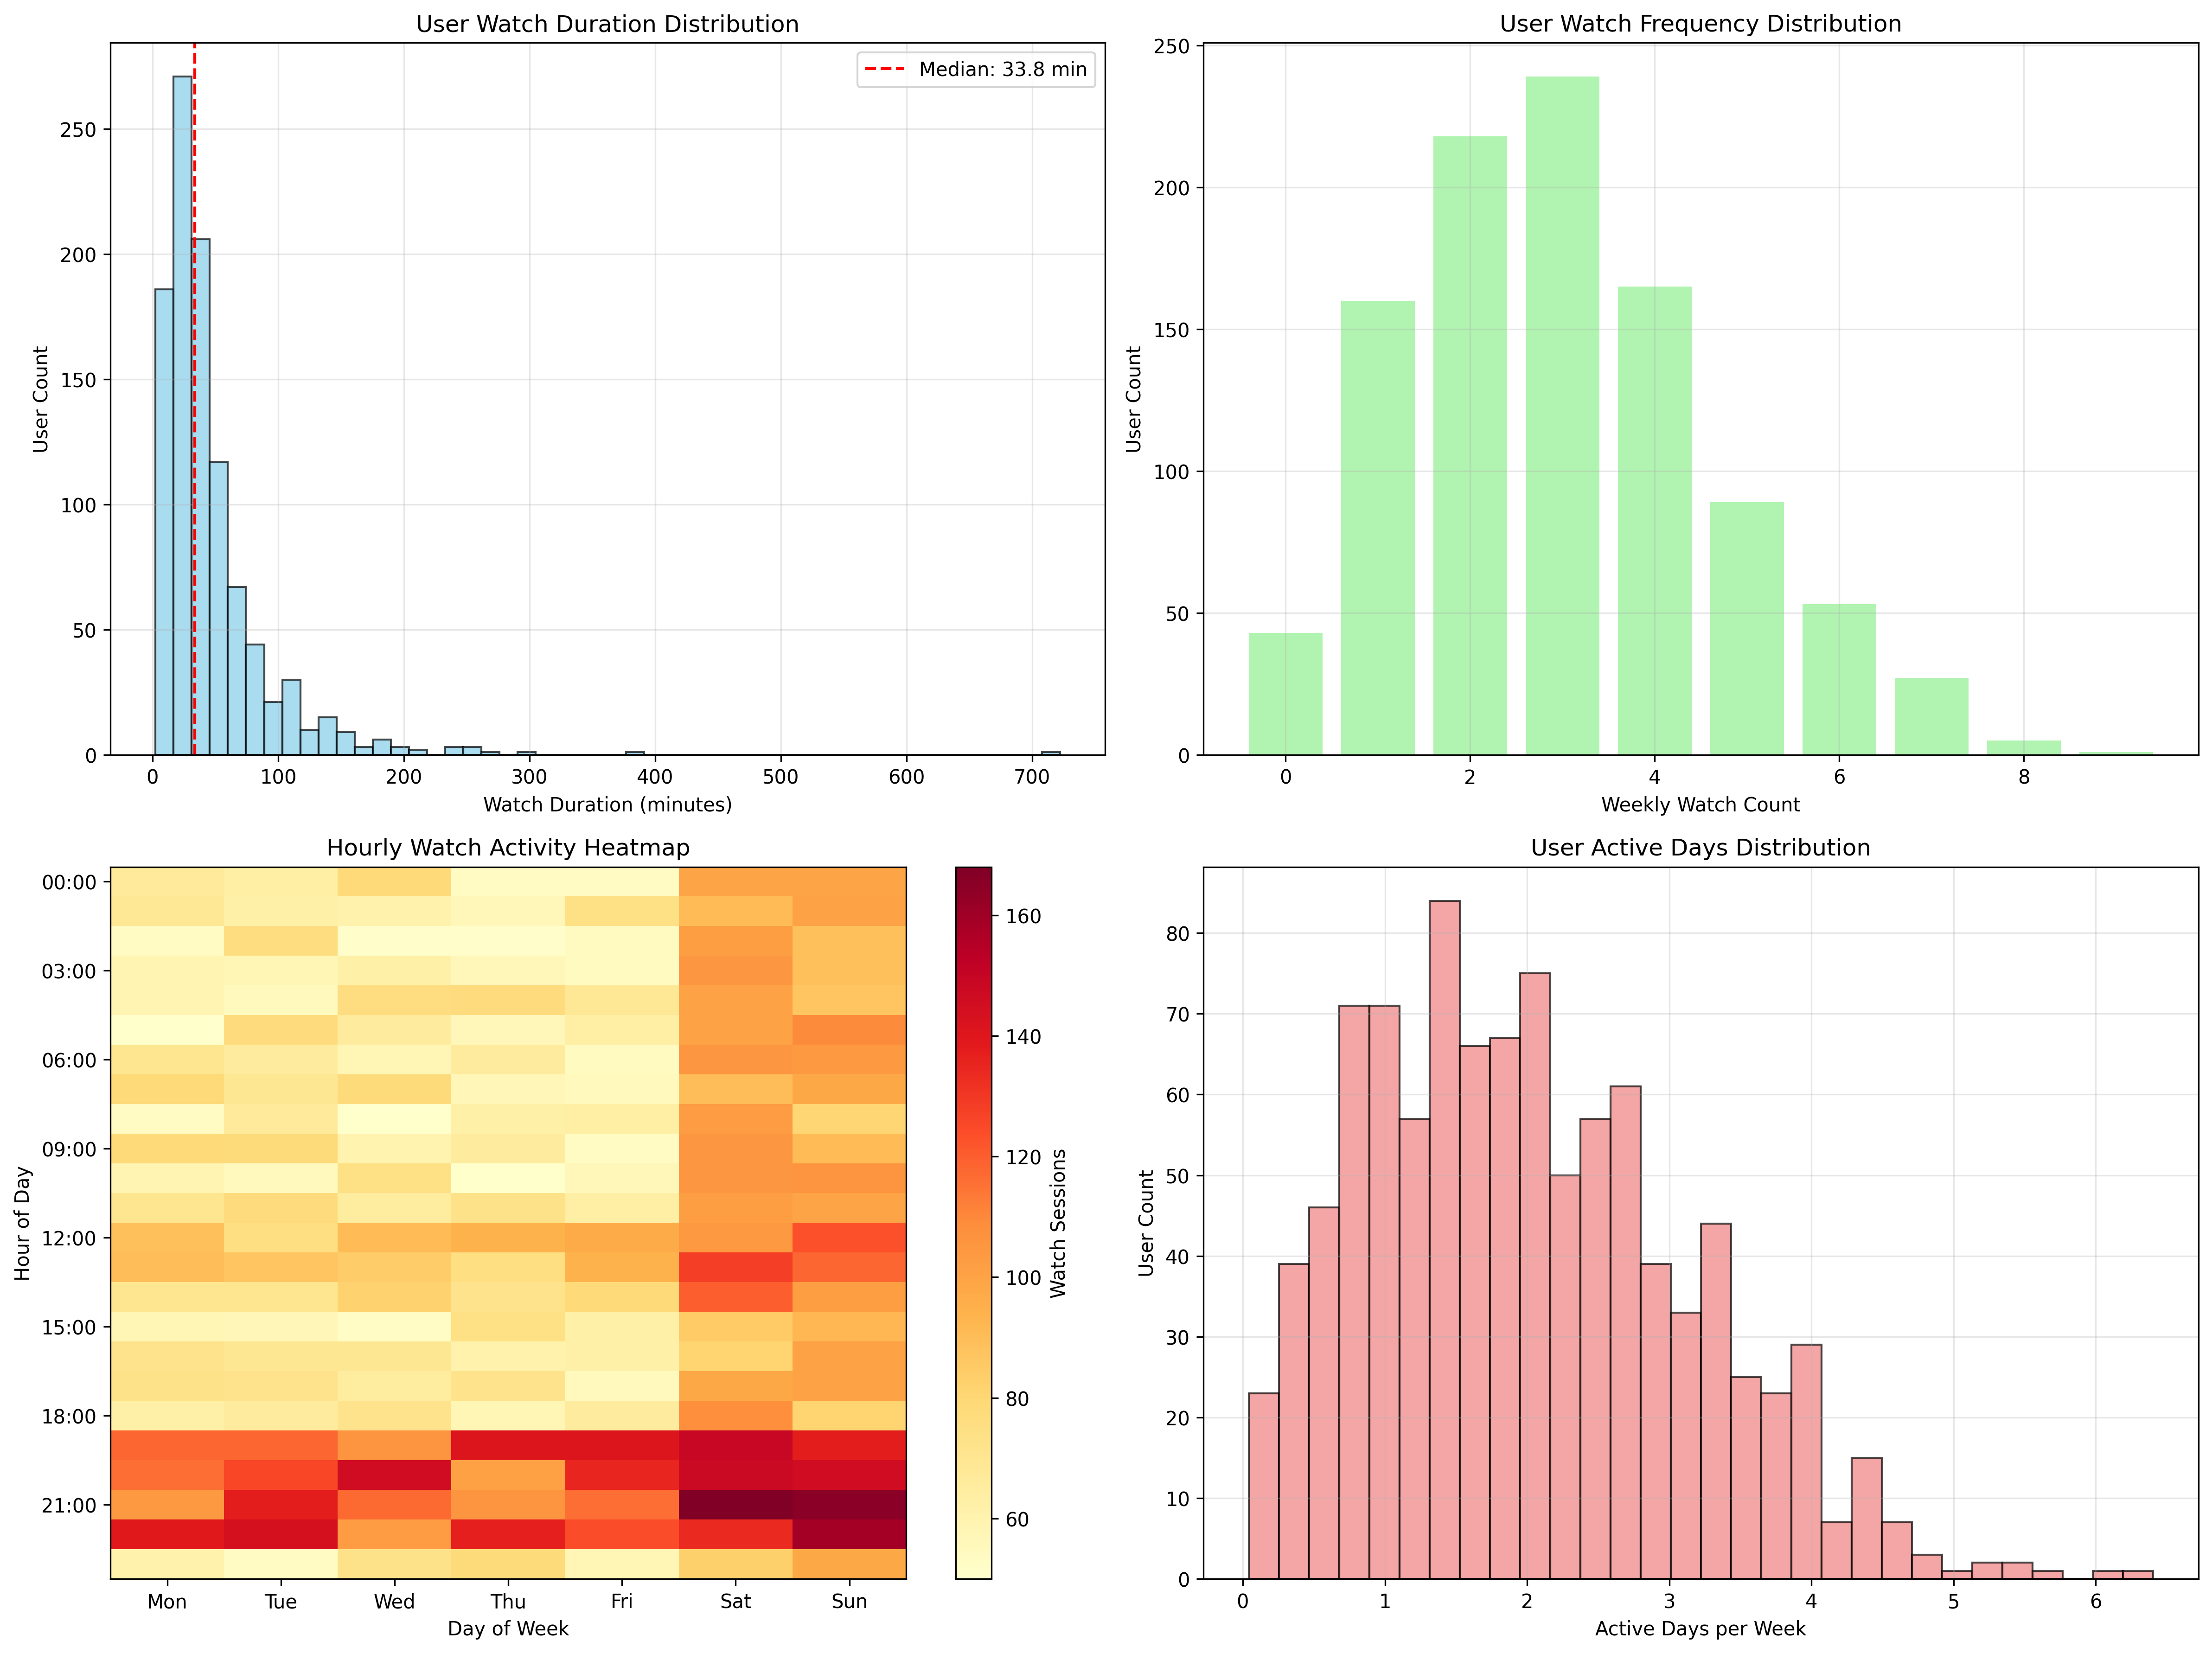 User Watch Duration Distribution
Median: 33.8 min
250
200
150
100
50
0
User Count
0 100 200 300 400 500 600 700
Watch Duration (minutes)
User Watch Frequency Distribution
250
200
150
100
50
0
User Count
0 2 4 6 8
Weekly Watch Count
Hourly Watch Activity Heatmap
00:00
03:00
06:00
09:00
12:00
15:00
18:00
21:00
Hour of Day
Mon Tue Wed Thu Fri Sat Sun
Day of Week
160
140
120
100
80
60
Watch Sessions
User Active Days Distribution
80
70
60
50
40
30
20
10
0
User Count
0 1 2 3 4 5 6
Active Days per Week